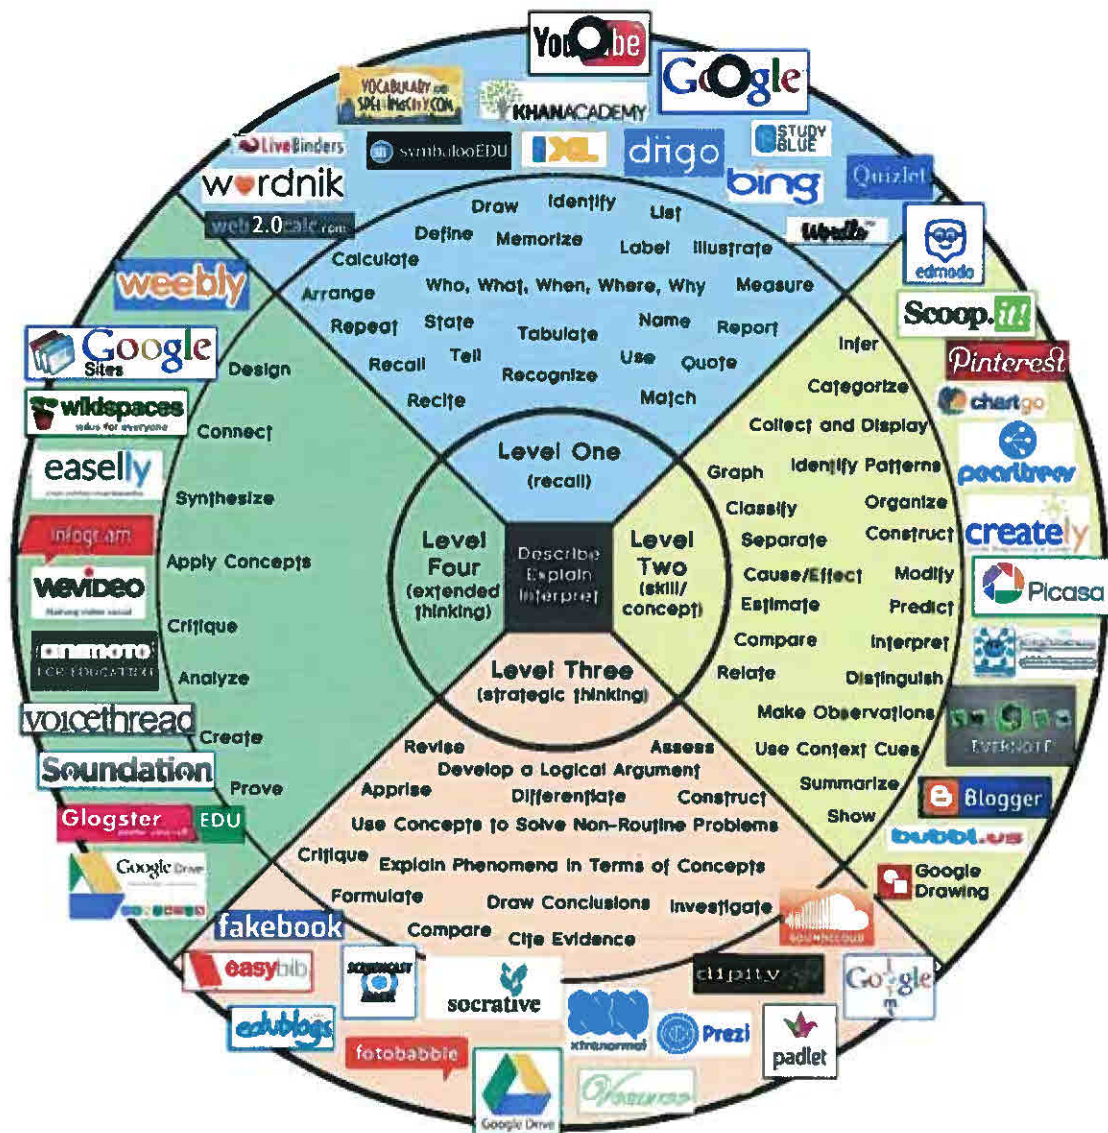 YouTube
Google
VOCABULARY AND
SPELLINGCITY.COM
KHANACADEMY
LiveBinders
symbalooEDU
IXL
diigo
STUDY
BLUE
wordnik
bing
Quizlet
web2.0calc.com
Wordle
Draw
Identify
List
Define
Memorize
Label
Illustrate
Calculate
Arrange
Who, What, When, Where, Why
Measure
Repeat
State
Tabulate
Name
Report
Recall
Tell
Recognize
Use
Quote
Recite
Match
Level One
(recall)
edmodo
Scoop.it!
Pinterest
chartgo
pearltrees
creately
Picasa
EVERNOTE
Blogger
bubbl.us
Google
Drawing
Infer
Categorize
Collect and Display
Graph
Identify Patterns
Classify
Organize
Separate
Construct
Cause/Effect
Modify
Estimate
Predict
Compare
Interpret
Relate
Distinguish
Make Observations
Use Context Cues
Summarize
Show
Level
Two
(skill/
concept)
Describe
Explain
Interpret
Level Three
(strategic thinking)
Revise
Assess
Develop a Logical Argument
Apprise
Differentiate
Construct
Use Concepts to Solve Non-Routine Problems
Critique
Explain Phenomena in Terms of Concepts
Formulate
Draw Conclusions
Investigate
Compare
Cite Evidence
SOUNDCLOUD
fakebook
easybib
socrative
dipity
Google
edublogs
fotobabble
xtranormal
Prezi
padlet
Google Drive
Level
Four
(extended
thinking)
Design
Connect
Synthesize
Apply Concepts
Critique
Analyze
Create
Prove
weebly
Google
Sites
wikispaces
wikis for everyone
easelly
infogr.am
WEVIDEO
animoto
FOR EDUCATION
voicethread
Soundation
Glogster EDU
Google Drive